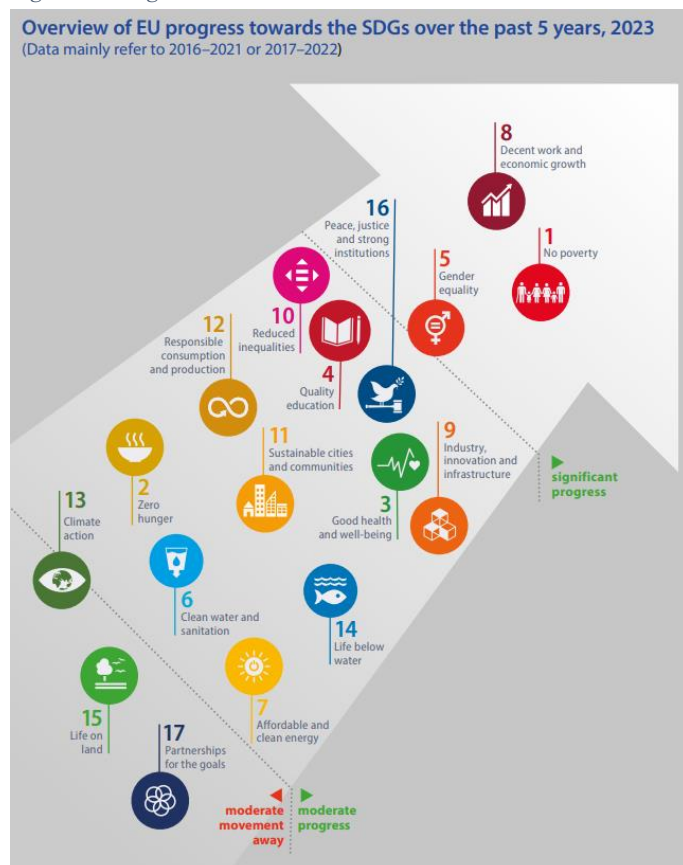 Overview of EU progress towards the SDGs over the past 5 years, 2023
(Data mainly refer to 2016–2021 or 2017–2022)
8
Decent work and
economic growth
16
Peace, justice
and strong
institutions
1
No poverty
5
Gender
equality
10
Reduced
inequalities
12
Responsible
consumption
and production
4
Quality
education
11
Sustainable cities
and communities
9
Industry,
innovation and
infrastructure
significant
progress
2
Zero
hunger
13
Climate
action
3
Good health
and well-being
6
Clean water and
sanitation
14
Life below
water
7
Affordable and
clean energy
15
Life on
land
17
Partnerships
for the goals
moderate
movement
away
moderate
progress